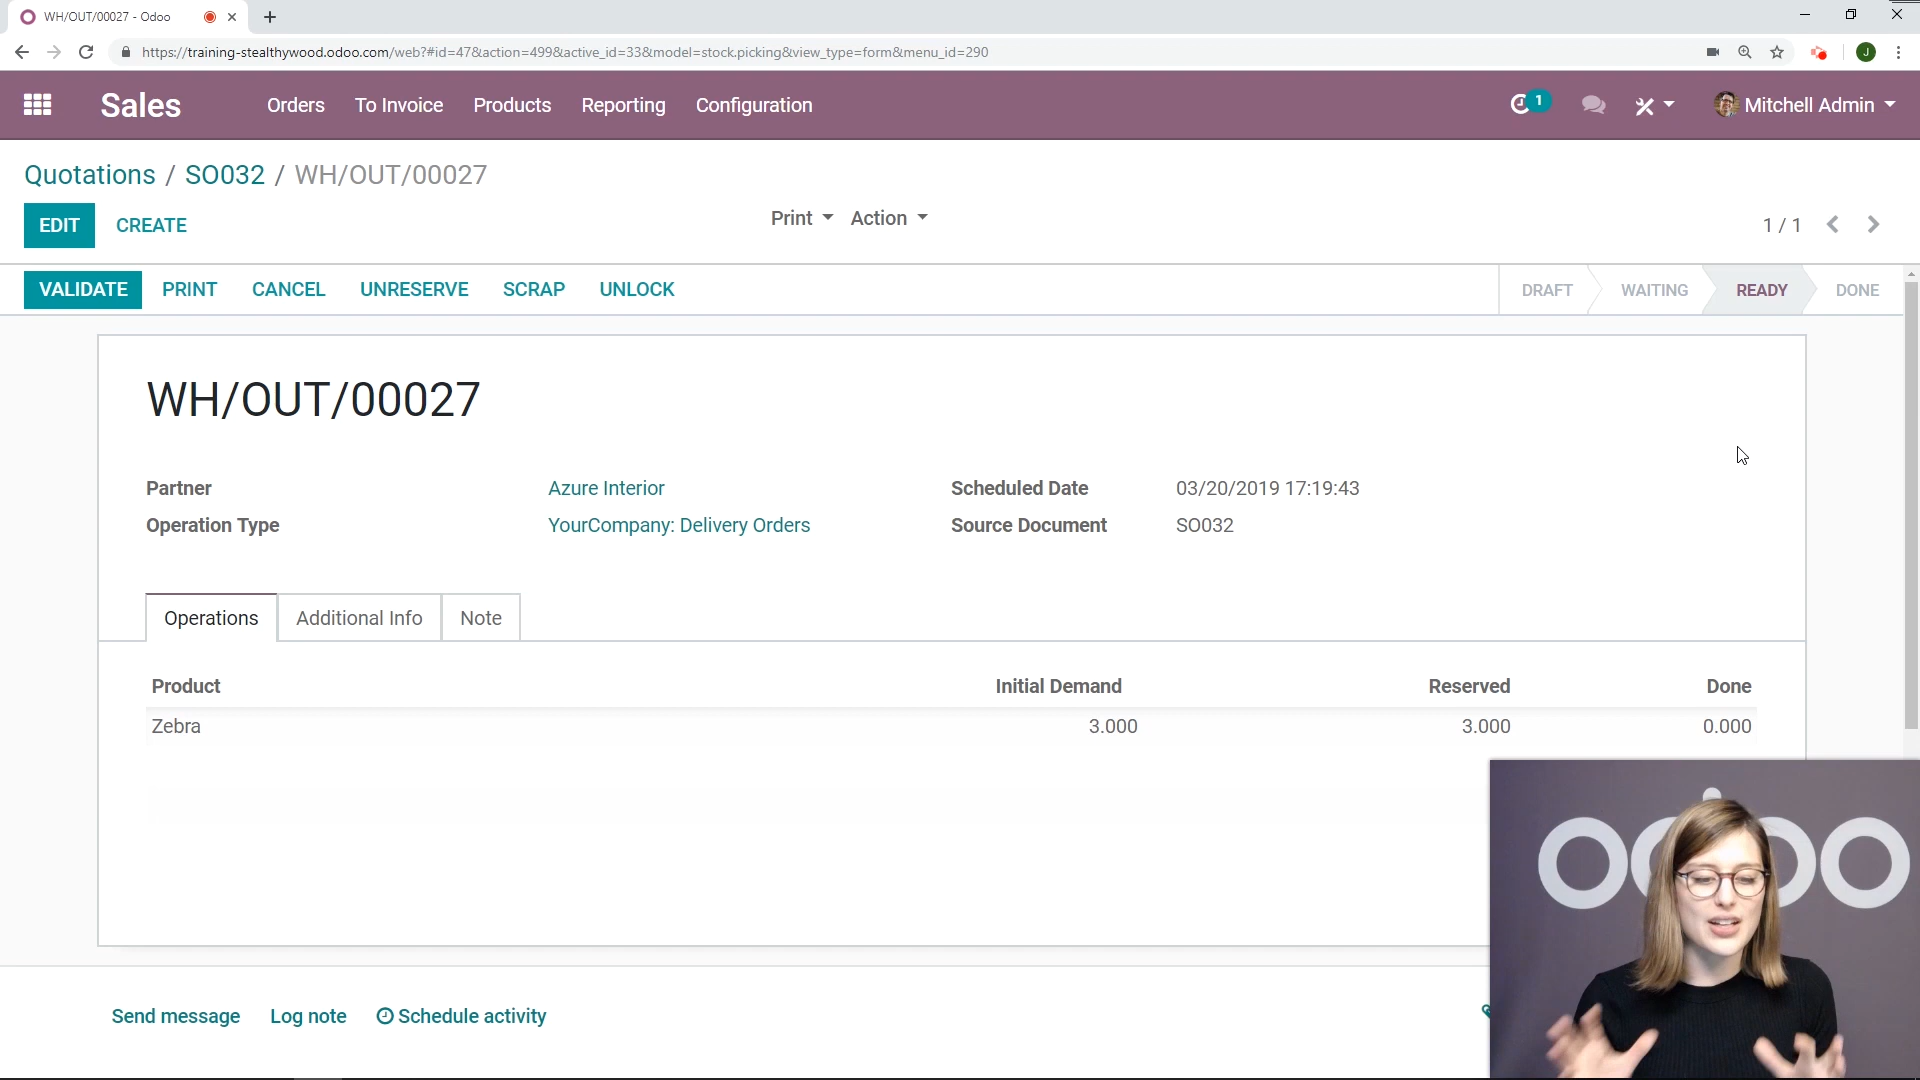 WH/OUT/00027 - Odoo
https://training-stealthywood.odoo.com/web?#id=47&action=499&active_id=33&model=stock.picking&view_type=form&menu_id=290
J
Sales Orders To Invoice Products Reporting Configuration 1 Mitchell Admin
Quotations / SO032 / WH/OUT/00027
EDIT CREATE Print Action 1 / 1
VALIDATE PRINT CANCEL UNRESERVE SCRAP UNLOCK DRAFT WAITING READY DONE
WH/OUT/00027
Partner Azure Interior Scheduled Date 03/20/2019 17:19:43
Operation Type YourCompany: Delivery Orders Source Document SO032
Operations Additional Info Note
Product Initial Demand Reserved Done
Zebra 3.000 3.000 0.000
odoo
Send message Log note Schedule activity